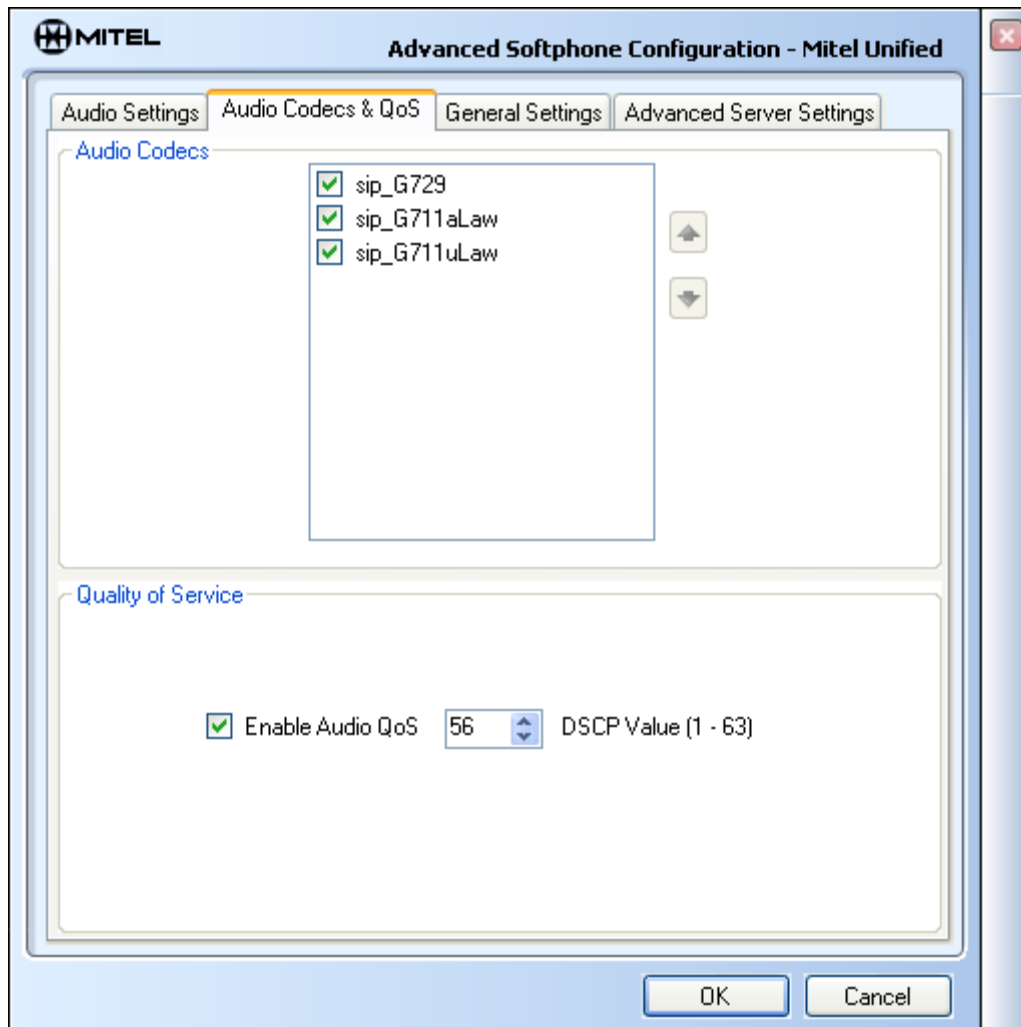 MITEL
Advanced Softphone Configuration - Mitel Unified
Audio Settings
Audio Codecs & QoS
General Settings
Advanced Server Settings
Audio Codecs
sip_G729
sip_G711aLaw
sip_G711uLaw
Quality of Service
Enable Audio QoS 56 DSCP Value (1 - 63)
OK
Cancel